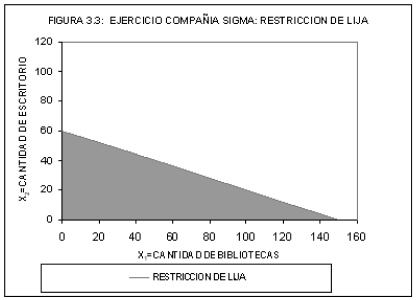 FIGURA 3.3: EJERCICIO COMPAÑIA SIGMA: RESTRICCION DE LIJA
120
100
80
60
40
20
0
X2=CANTIDAD DE ESCRITORIO
0 20 40 60 80 100 120 140 160
X1=CANTIDAD DE BIBLIOTECAS
RESTRICCION DE LIJA